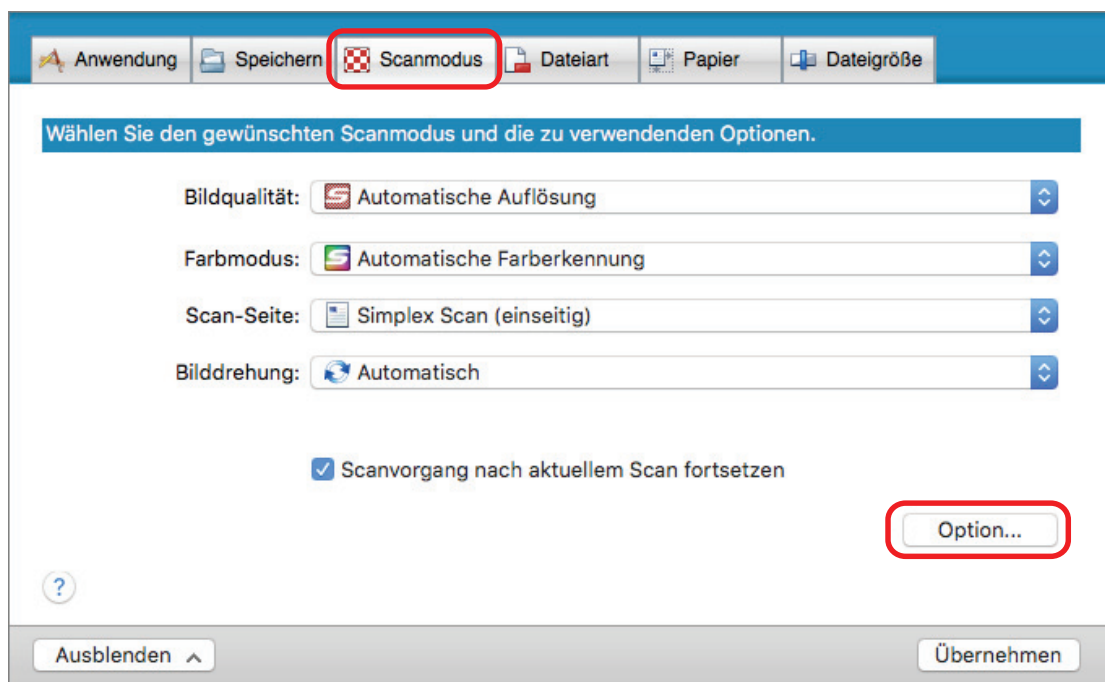 Anwendung Speichern Scanmodus Dateiart Papier Dateigröße
Wählen Sie den gewünschten Scanmodus und die zu verwendenden Optionen.
Bildqualität: Automatische Auflösung
Farbmodus: Automatische Farberkennung
Scan-Seite: Simplex Scan (einseitig)
Bilddrehung: Automatisch
Scanvorgang nach aktuellem Scan fortsetzen
Option...
?
Ausblenden Übernehmen